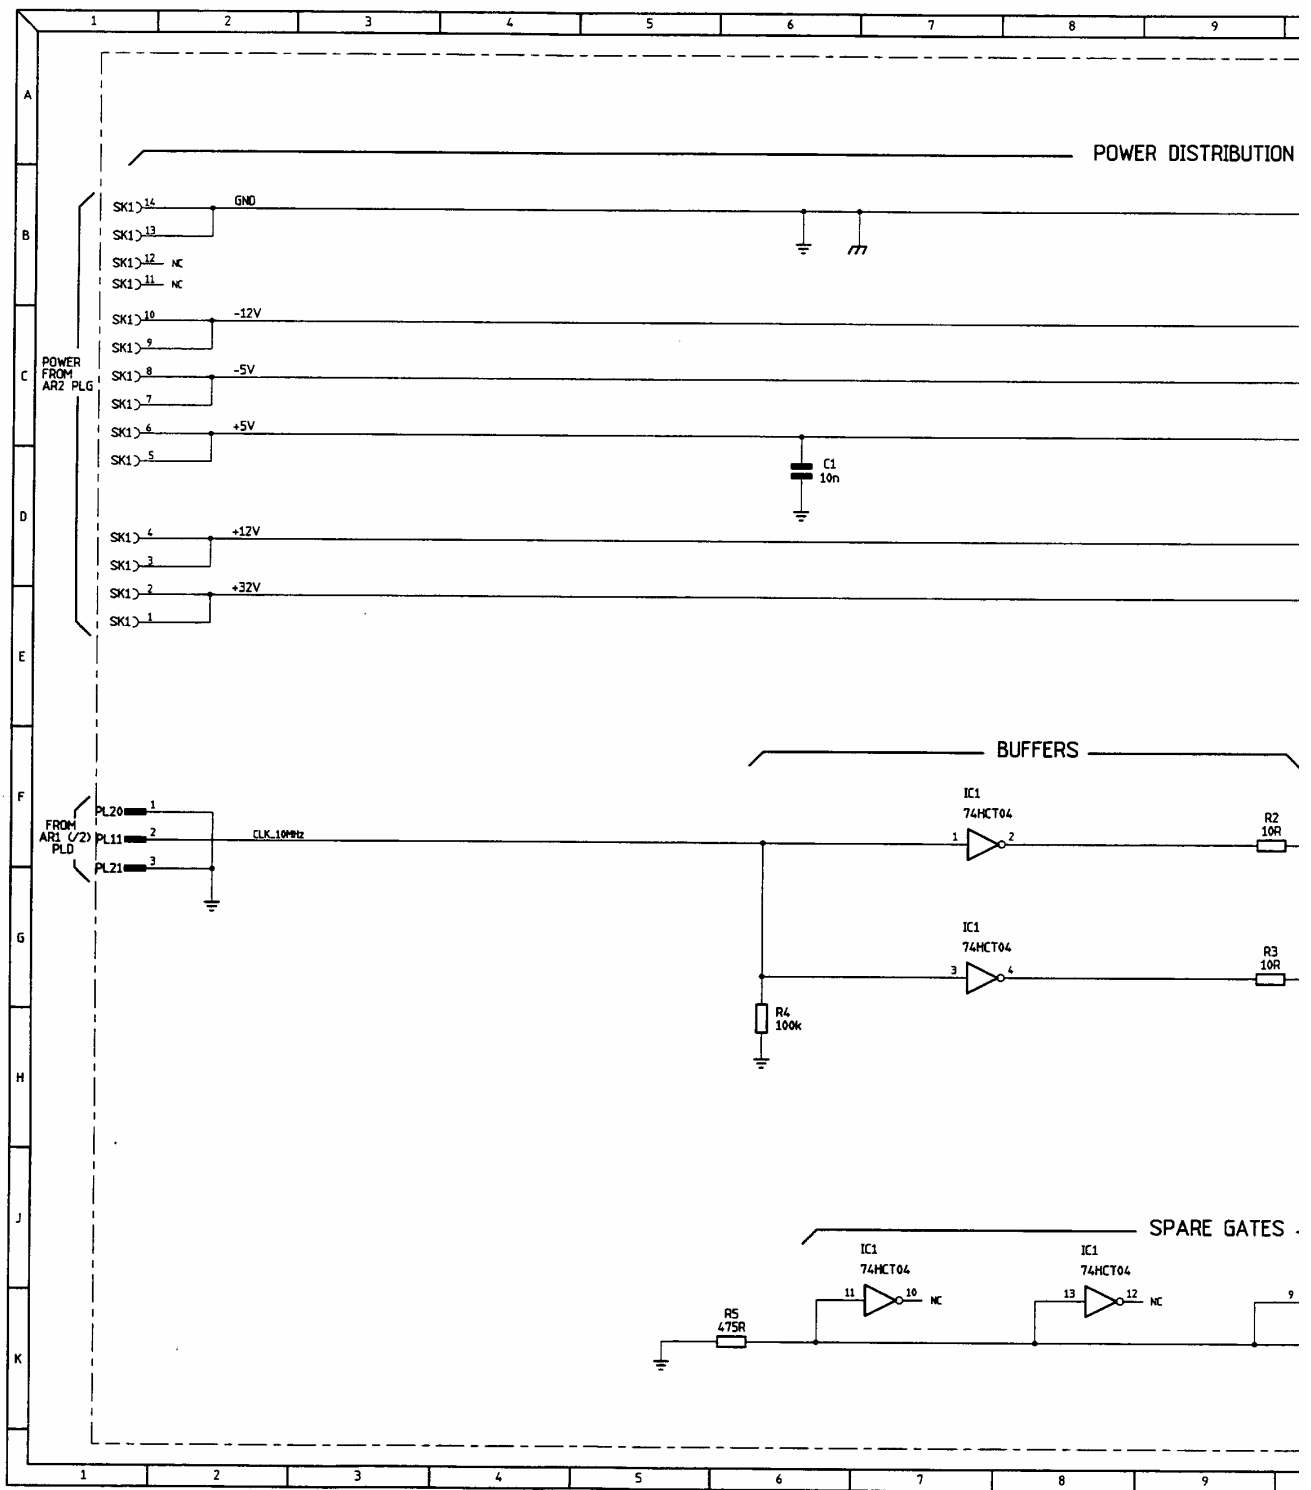 1 2 3 4 5 6 7 8 9
A
POWER DISTRIBUTION
B
SK1 14 GND
SK1 13
SK1 12 NC
SK1 11 NC
SK1 10 -12V
SK1 9
C
POWER
FROM
AR2 PLG
SK1 8 -5V
SK1 7
SK1 6 +5V
SK1 5
C1
10n
D
SK1 4 +12V
SK1 3
SK1 2 +32V
SK1 1
E
BUFFERS
F
FROM
AR1 (/2)
PLD
PL20 1
PL11 2 CLK_10MHz
PL21 3
IC1
74HCT04
1 2
R2
10R
G
IC1
74HCT04
3 4
R3
10R
R4
100k
H
J
SPARE GATES
IC1
74HCT04
11 10 NC
IC1
74HCT04
13 12 NC
9
R5
475R
K
1 2 3 4 5 6 7 8 9